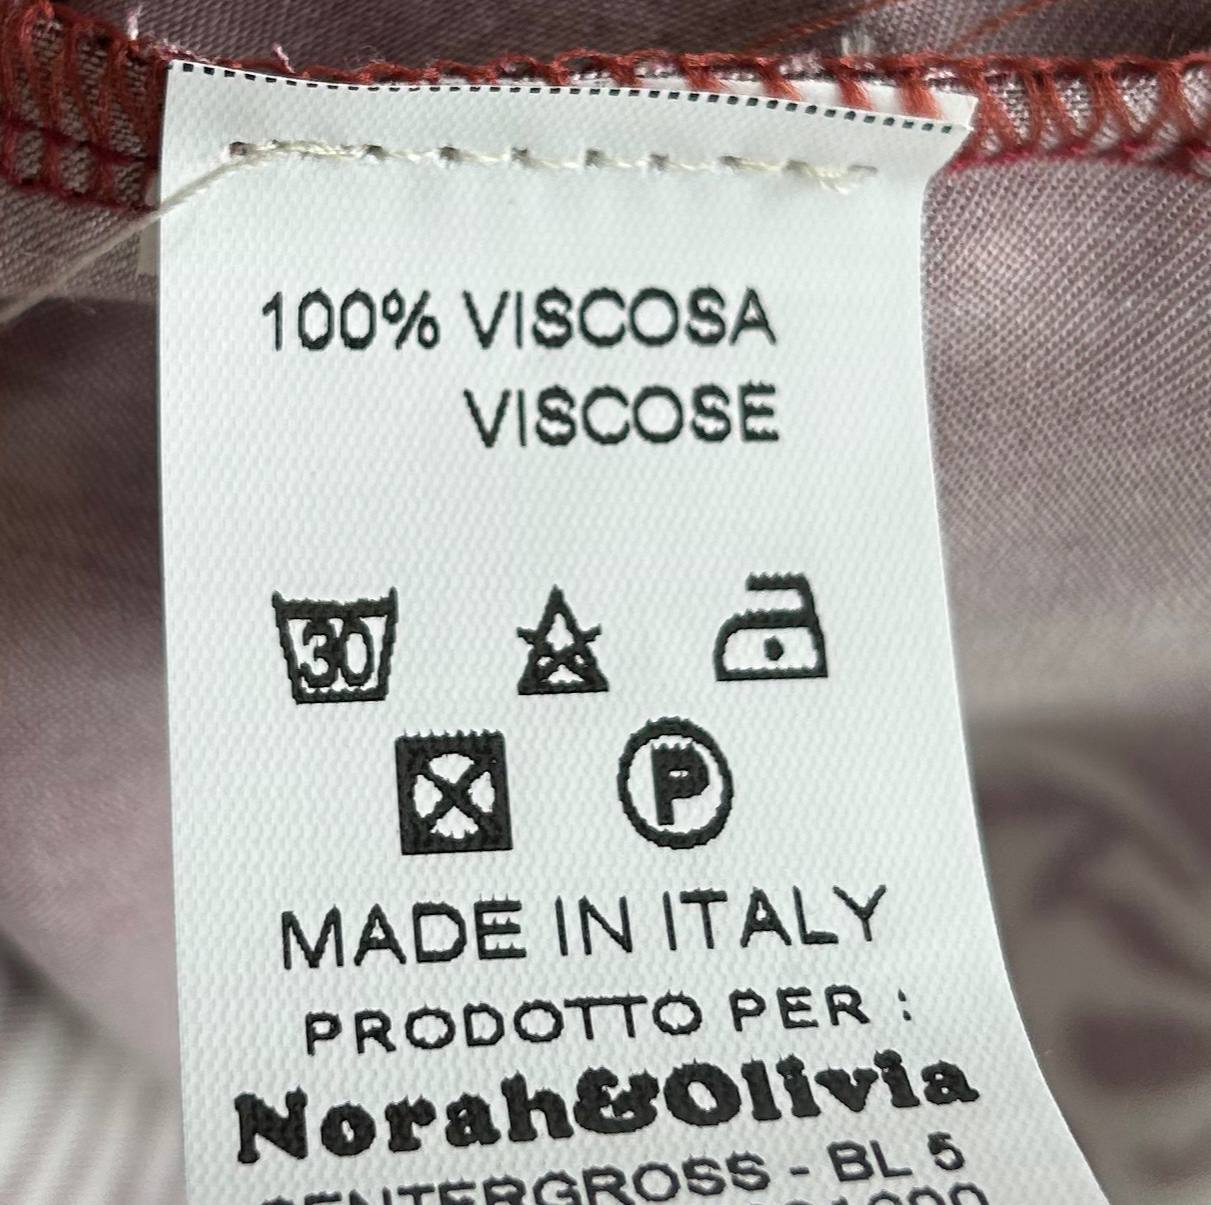 100% VISCOSA
VISCOSE
30
P
MADE IN ITALY
PRODOTTO PER :
Norah&Olivia
CENTERGROSS - BL 5